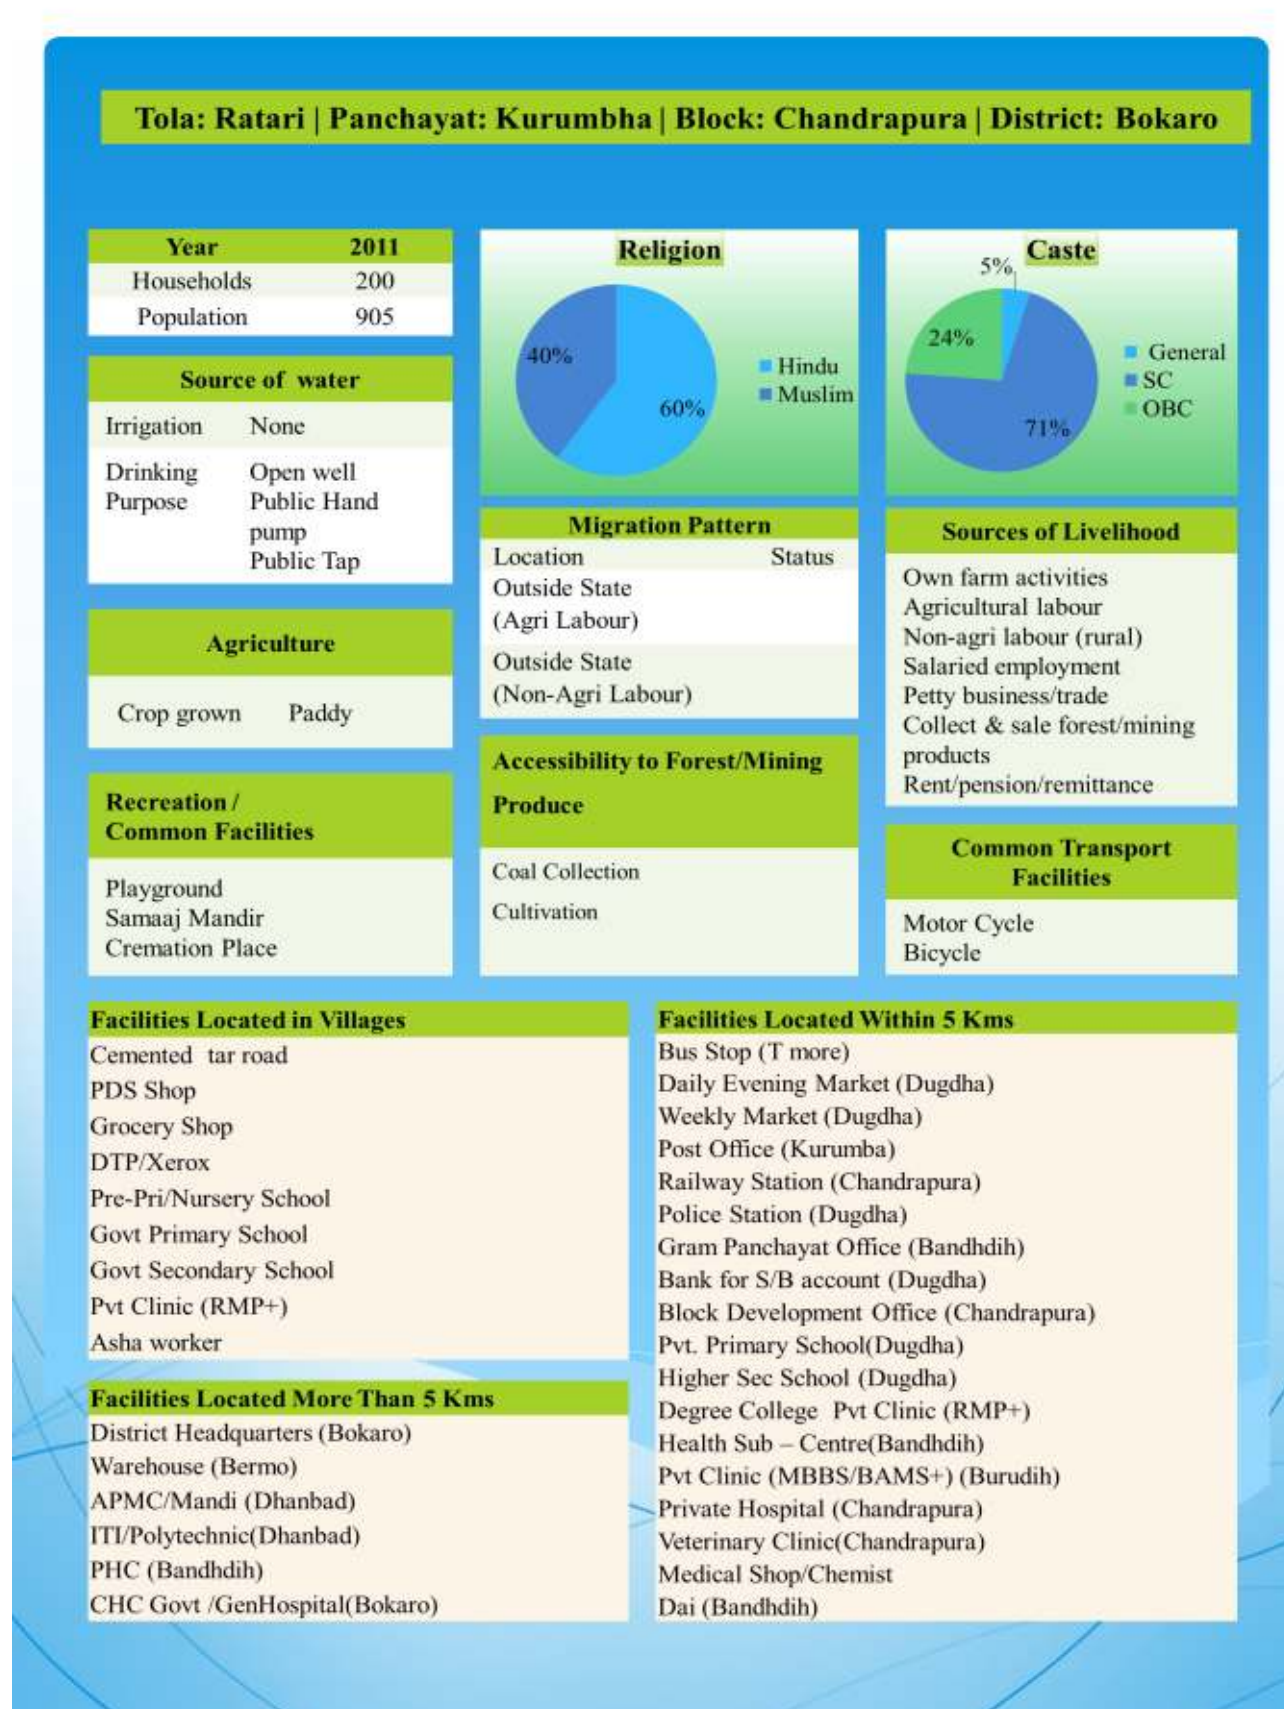 Tola: Ratari | Panchayat: Kurumbha | Block: Chandrapura | District: Bokaro
Year 2011
Households 200
Population 905
Source of water
Irrigation None
Drinking Open well
Purpose Public Hand
pump
Public Tap
Agriculture
Crop grown Paddy
Recreation /
Common Facilities
Playground
Samaaj Mandir
Cremation Place
Religion
40%
60%
Hindu
Muslim
Migration Pattern
Location Status
Outside State
(Agri Labour)
Outside State
(Non-Agri Labour)
Accessibility to Forest/Mining
Produce
Coal Collection
Cultivation
Caste
5%
24%
71%
General
SC
OBC
Sources of Livelihood
Own farm activities
Agricultural labour
Non-agri labour (rural)
Salaried employment
Petty business/trade
Collect & sale forest/mining
products
Rent/pension/remittance
Common Transport
Facilities
Motor Cycle
Bicycle
Facilities Located in Villages
Cemented tar road
PDS Shop
Grocery Shop
DTP/Xerox
Pre-Pri/Nursery School
Govt Primary School
Govt Secondary School
Pvt Clinic (RMP+)
Asha worker
Facilities Located More Than 5 Kms
District Headquarters (Bokaro)
Warehouse (Bermo)
APMC/Mandi (Dhanbad)
ITI/Polytechnic(Dhanbad)
PHC (Bandhdih)
CHC Govt /GenHospital(Bokaro)
Facilities Located Within 5 Kms
Bus Stop (T more)
Daily Evening Market (Dugdha)
Weekly Market (Dugdha)
Post Office (Kurumba)
Railway Station (Chandrapura)
Police Station (Dugdha)
Gram Panchayat Office (Bandhdih)
Bank for S/B account (Dugdha)
Block Development Office (Chandrapura)
Pvt. Primary School(Dugdha)
Higher Sec School (Dugdha)
Degree College Pvt Clinic (RMP+)
Health Sub – Centre(Bandhdih)
Pvt Clinic (MBBS/BAMS+) (Burudih)
Private Hospital (Chandrapura)
Veterinary Clinic(Chandrapura)
Medical Shop/Chemist
Dai (Bandhdih)